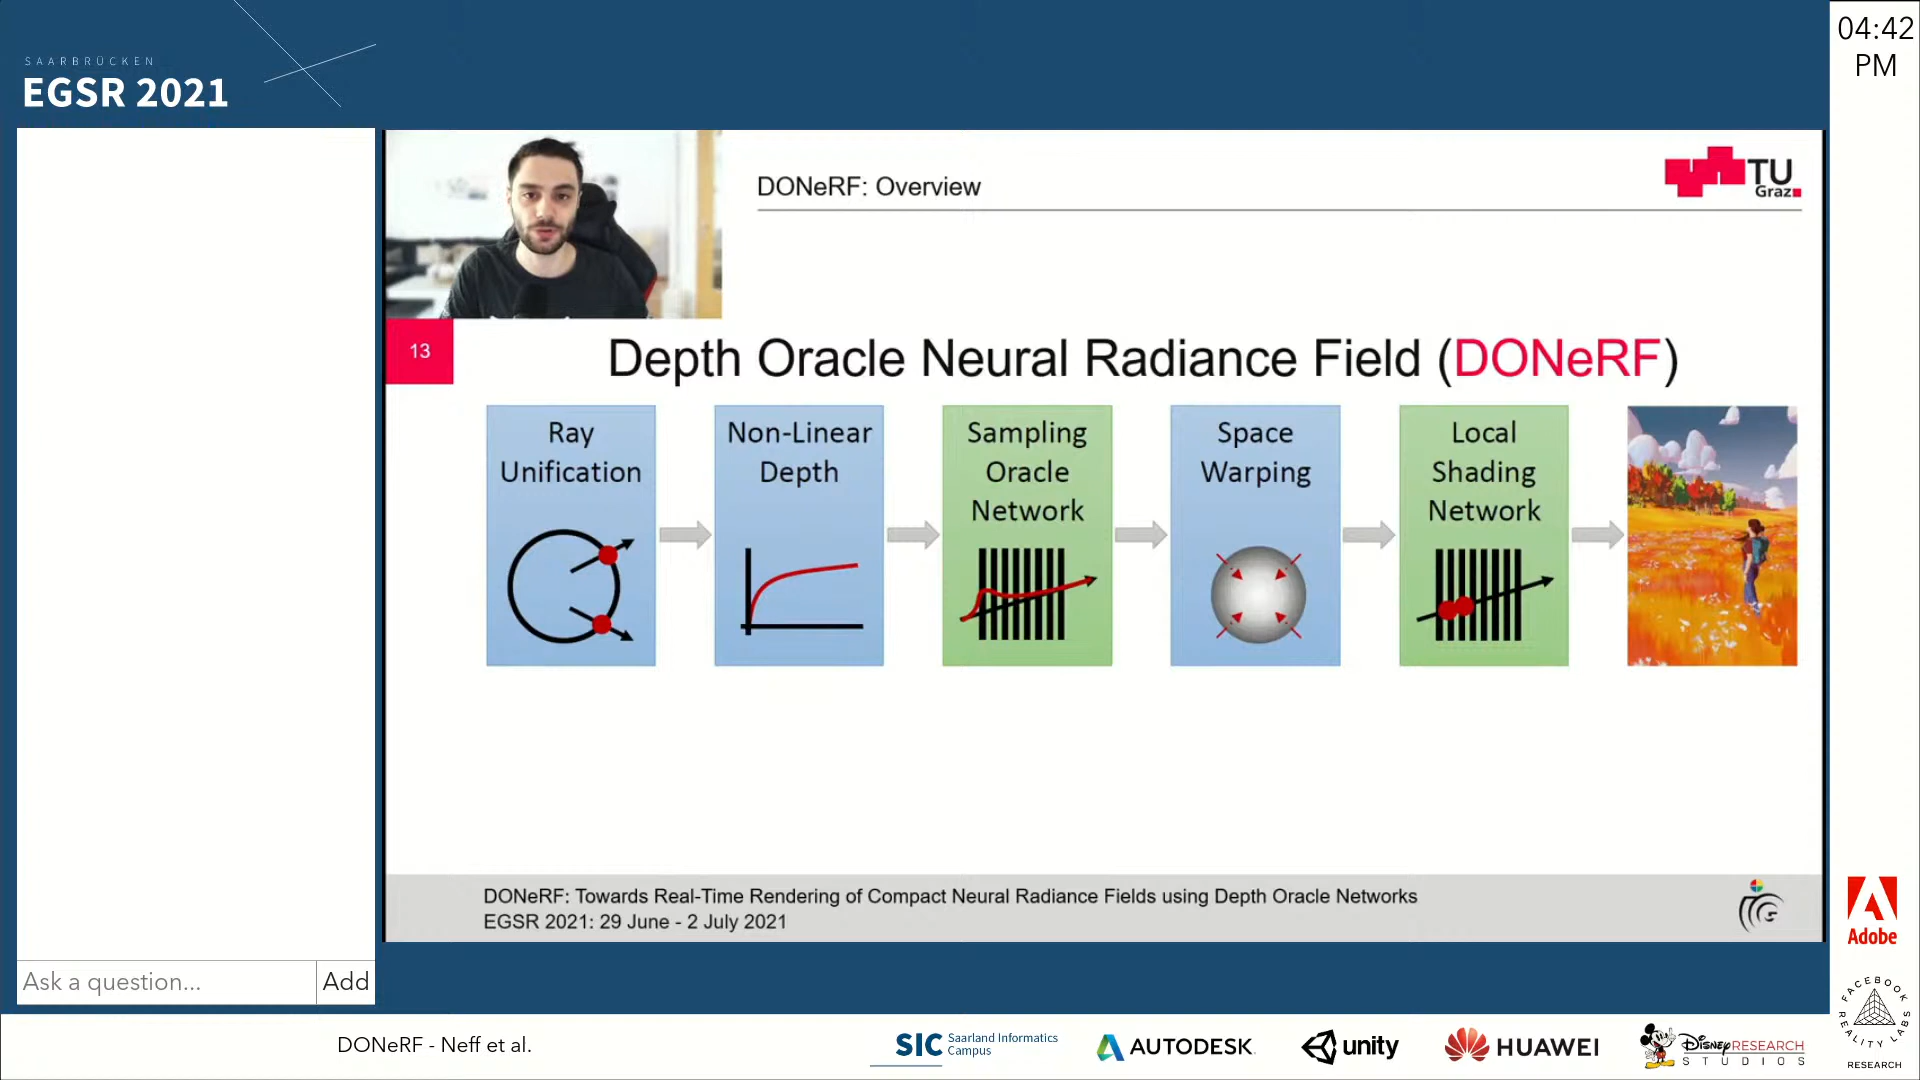 SAARBRÜCKEN
EGSR 2021
04:42
PM
DONeRF: Overview
TU
Graz
13
Depth Oracle Neural Radiance Field (DONeRF)
Ray
Unification
Non-Linear
Depth
Sampling
Oracle
Network
Space
Warping
Local
Shading
Network
DONeRF: Towards Real-Time Rendering of Compact Neural Radiance Fields using Depth Oracle Networks
EGSR 2021: 29 June - 2 July 2021
Ask a question...
Add
Adobe
FACEBOOK
REALITY LABS
RESEARCH
DONeRF - Neff et al.
SIC Saarland Informatics
Campus
AUTODESK
unity
HUAWEI
DISNEY RESEARCH
STUDIOS